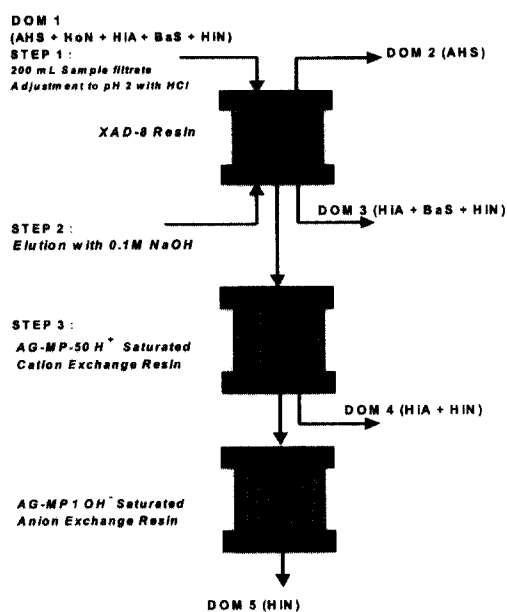 DOM 1
(AHS + HoN + HiA + BaS + HiN)
STEP 1 :
200 mL Sample filtrate
Adjustment to pH 2 with HCl
DOM 2 (AHS)
XAD-8 Resin
DOM 3 (HiA + BaS + HiN)
STEP 2 :
Elution with 0.1M NaOH
STEP 3 :
AG-MP-50 H⁺ Saturated
Cation Exchange Resin
DOM 4 (HiA + HiN)
AG-MP1 OH⁻ Saturated
Anion Exchange Resin
DOM 5 (HiN)